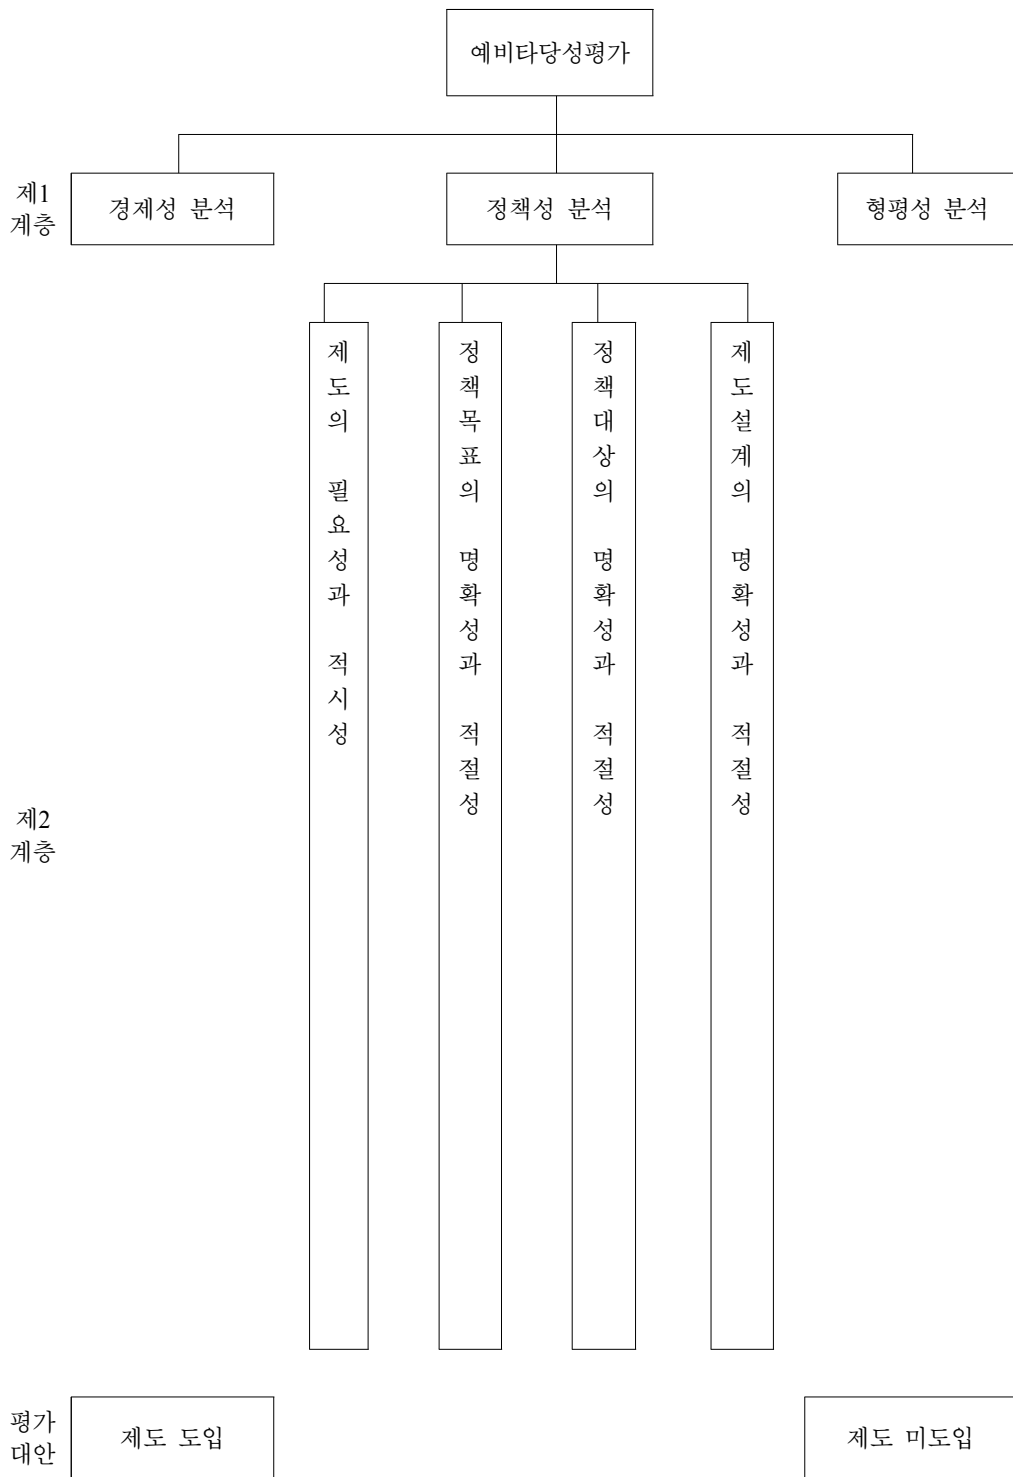 예비타당성평가
제1
계층
경제성 분석
정책성 분석
형평성 분석
제도의 필요성과 적시성
정책목표의 명확성과 적절성
정책대상의 명확성과 적절성
제도설계의 명확성과 적절성
제2
계층
평가
대안
제도 도입
제도 미도입